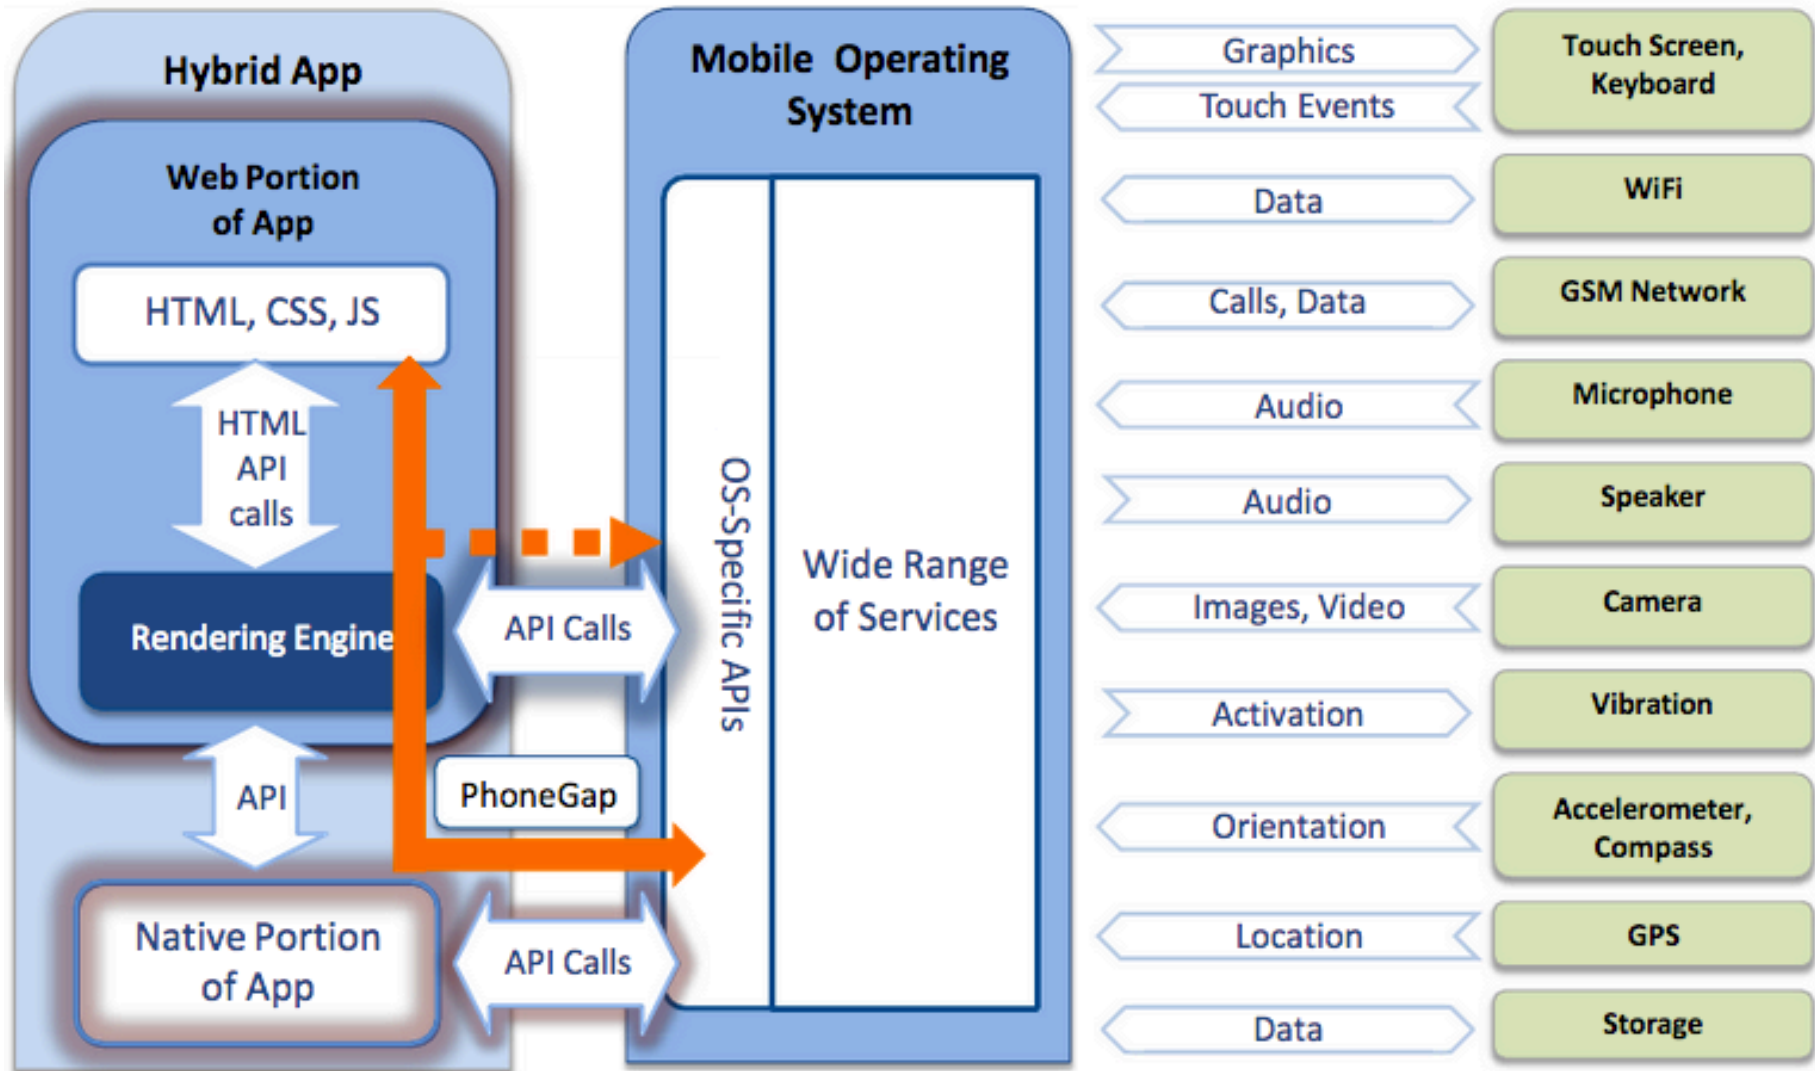 Hybrid App
Web Portion
of App
HTML, CSS, JS
HTML
API
calls
Rendering Engine
API
PhoneGap
Native Portion
of App
API Calls
API Calls
Mobile Operating
System
OS-Specific APIs
Wide Range
of Services
Graphics
Touch Events
Touch Screen,
Keyboard
Data
WiFi
Calls, Data
GSM Network
Audio
Microphone
Audio
Speaker
Images, Video
Camera
Activation
Vibration
Orientation
Accelerometer,
Compass
Location
GPS
Data
Storage